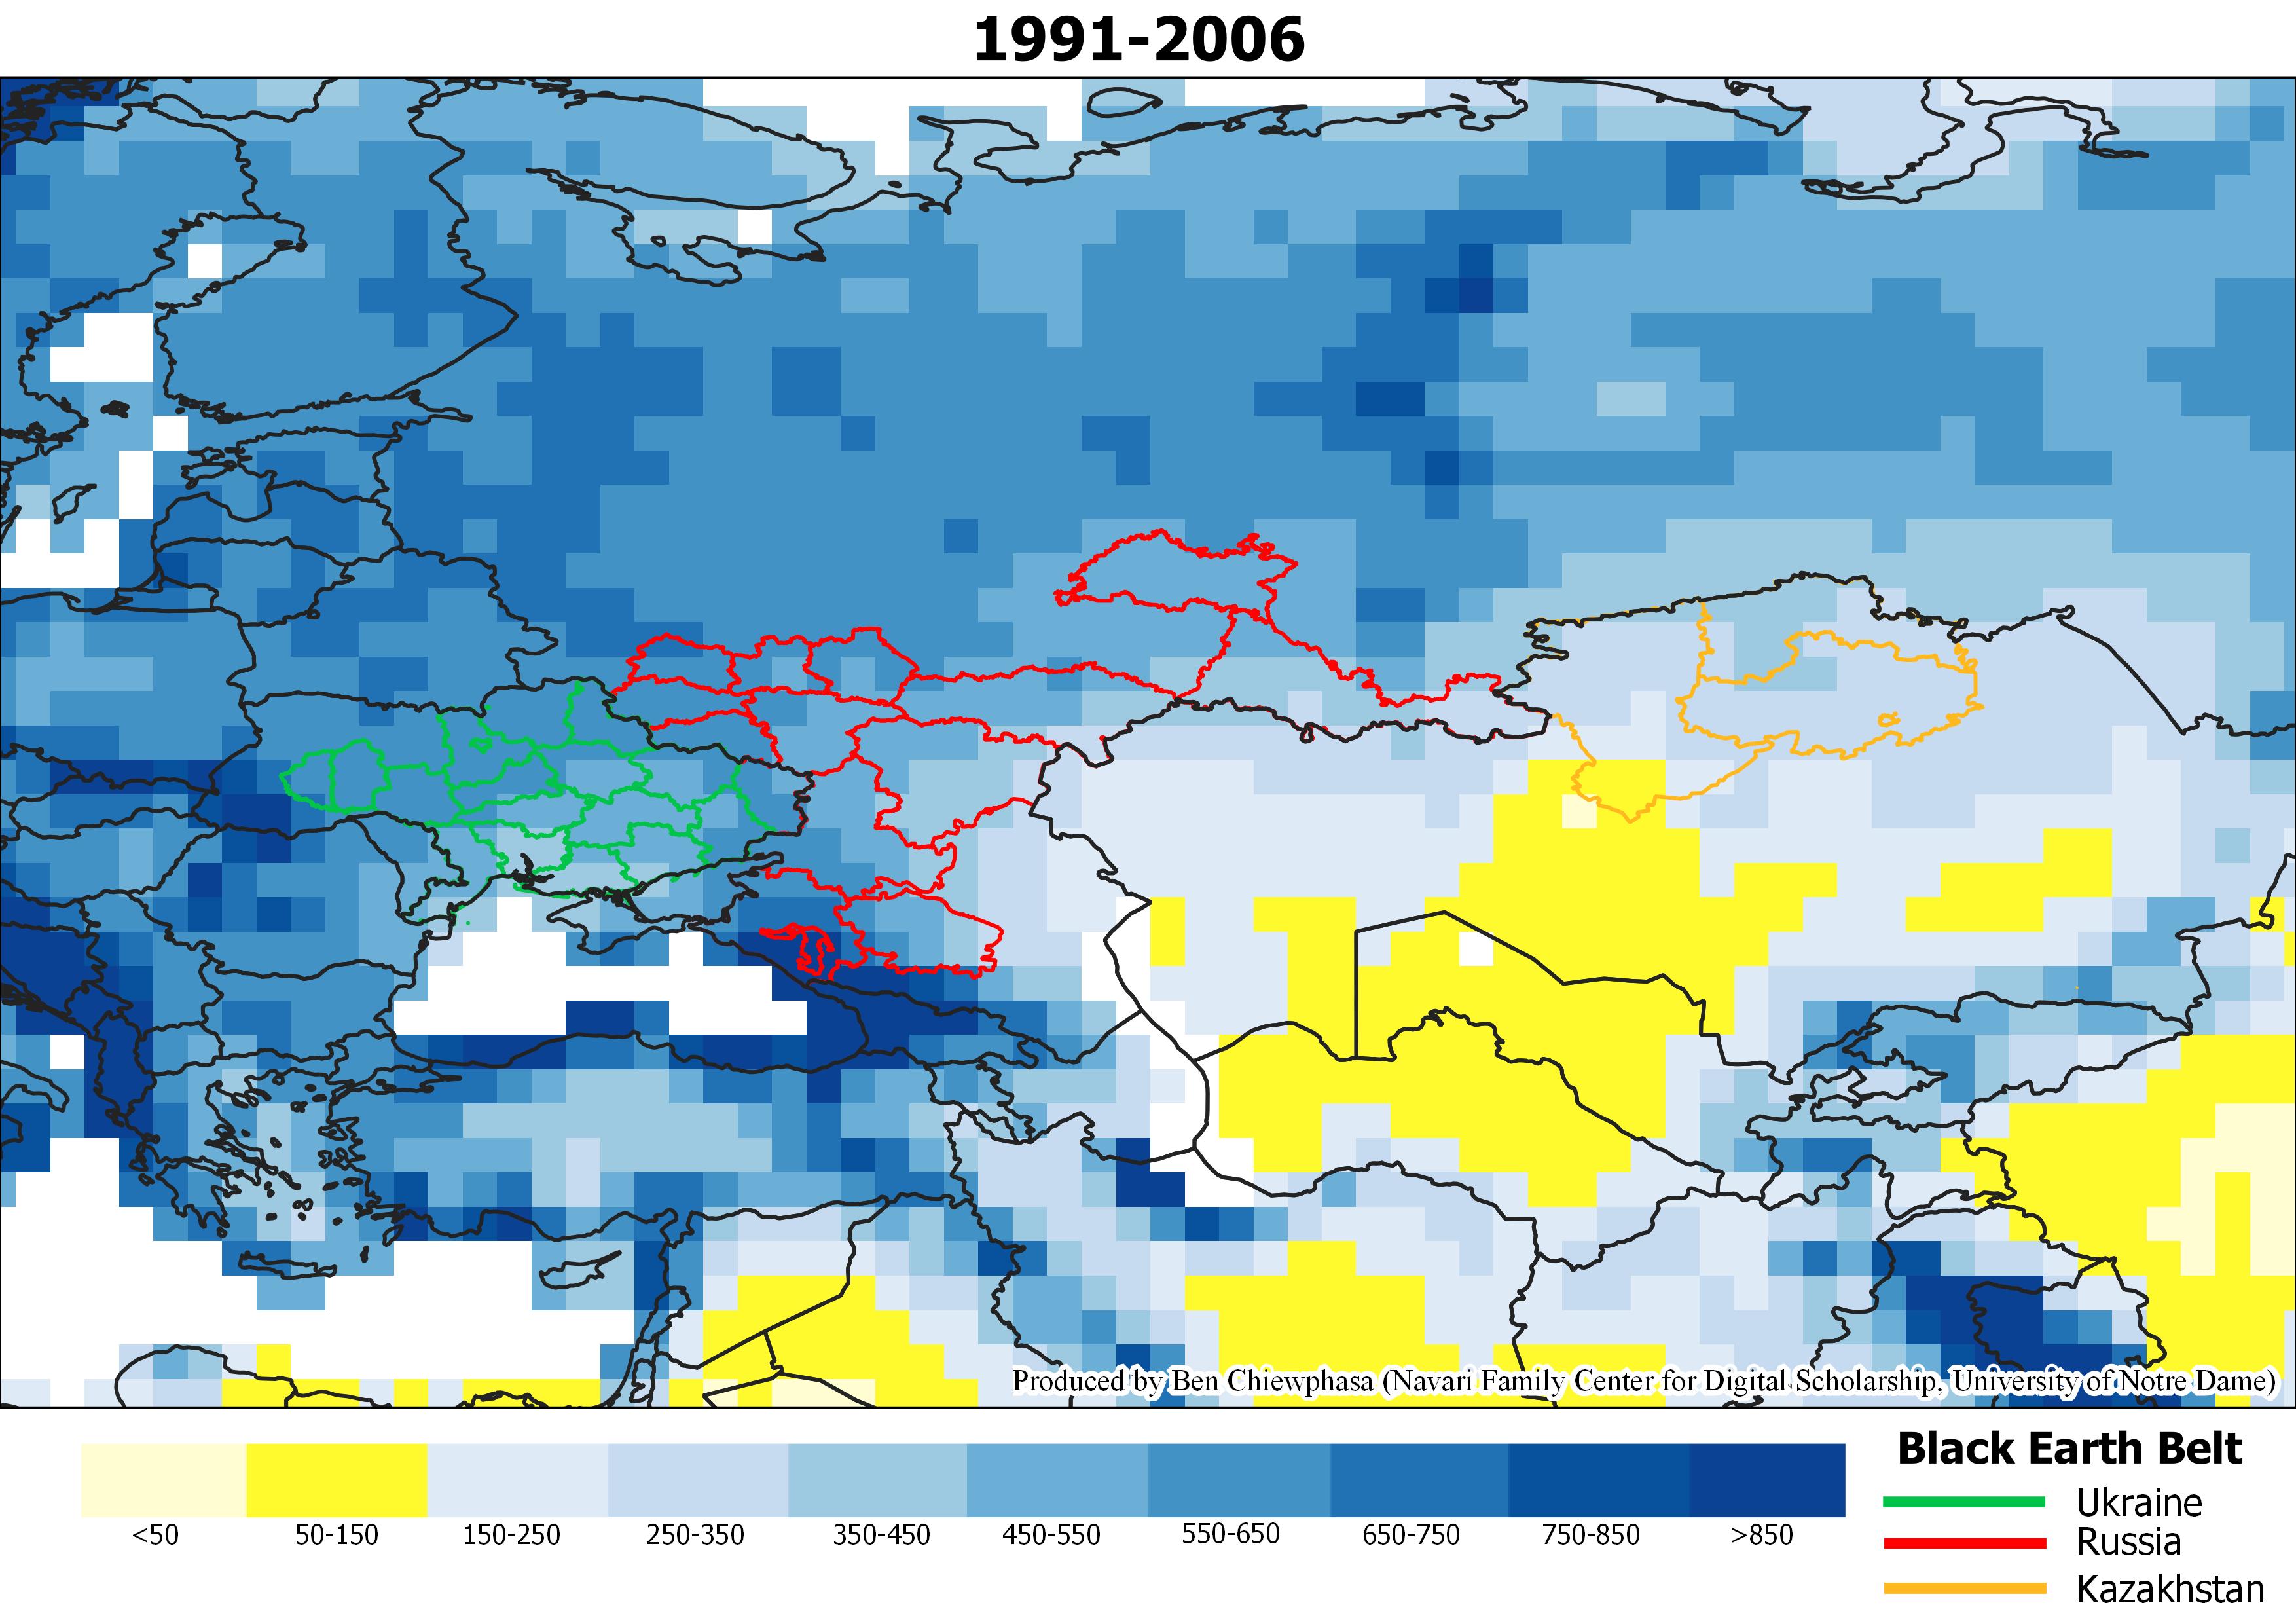 1991-2006
Produced by Ben Chiewphasa (Navari Family Center for Digital Scholarship, University of Notre Dame)
<50 50-150 150-250 250-350 350-450 450-550 550-650 650-750 750-850 >850
Black Earth Belt
Ukraine
Russia
Kazakhstan